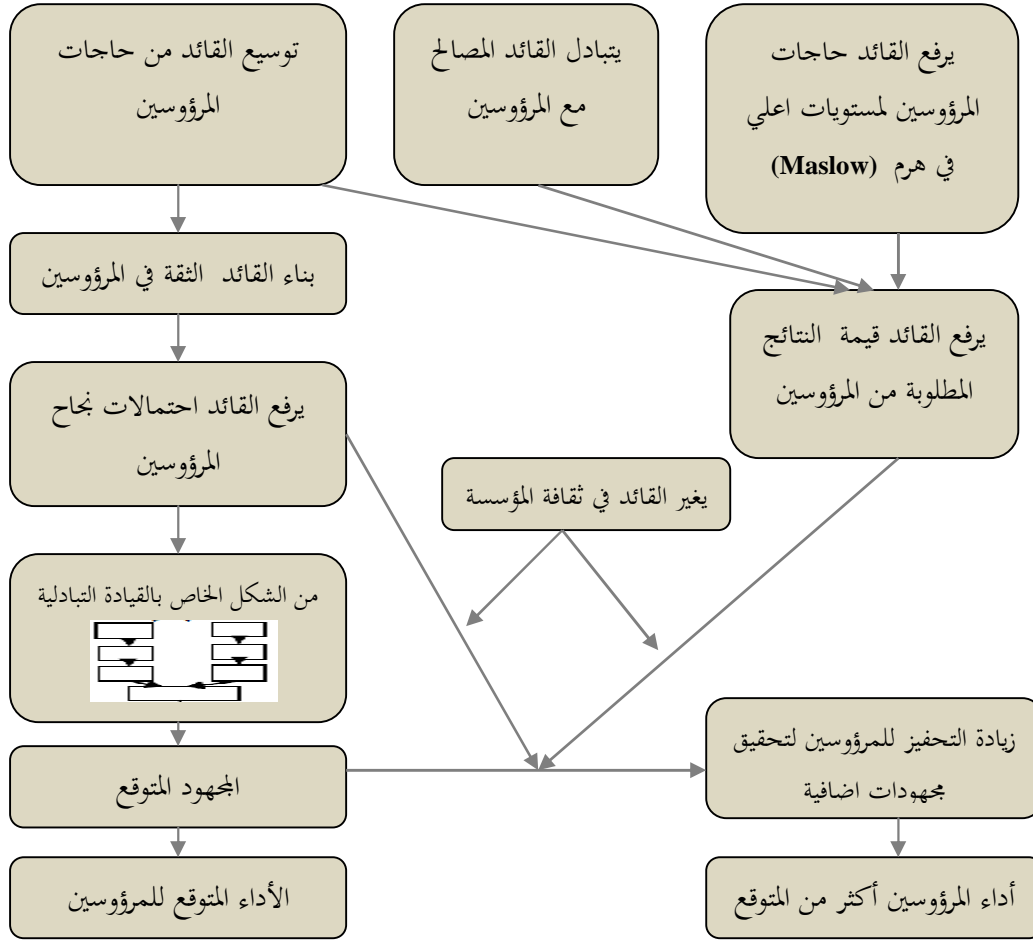 يرفع القائد حاجات
المرؤوسين لمستويات اعلي
في هرم (Maslow)
يتبادل القائد المصالح
مع المرؤوسين
توسيع القائد من حاجات
المرؤوسين
بناء القائد الثقة في المرؤوسين
يرفع القائد قيمة النتائج
المطلوبة من المرؤوسين
يرفع القائد احتمالات نجاح
المرؤوسين
يغير القائد في ثقافة المؤسسة
من الشكل الخاص بالقيادة التبادلية
زيادة التحفيز للمرؤوسين لتحقيق
مجهودات اضافية
المجهود المتوقع
أداء المرؤوسين أكثر من المتوقع
الأداء المتوقع للمرؤوسين